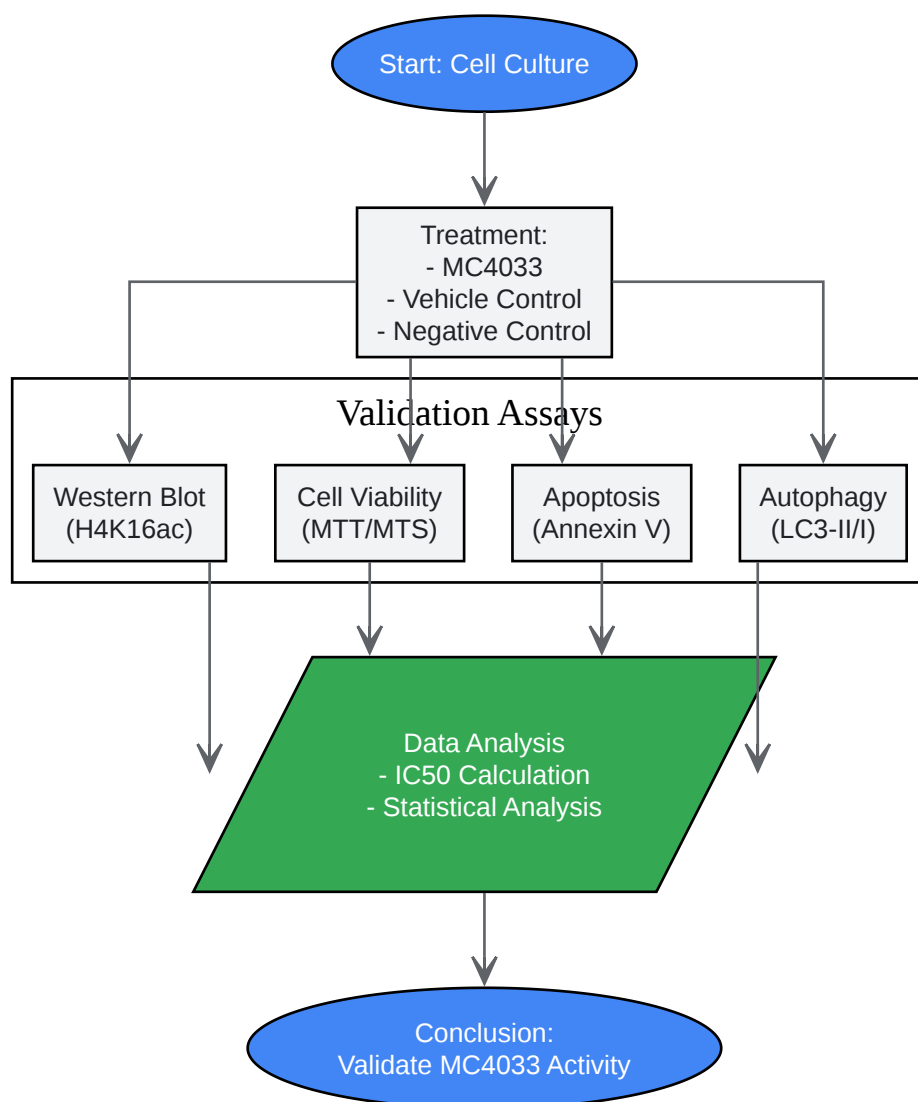 Start: Cell Culture
Treatment:
- MC4033
- Vehicle Control
- Negative Control
Validation Assays
Western Blot
(H4K16ac)
Cell Viability
(MTT/MTS)
Apoptosis
(Annexin V)
Autophagy
(LC3-II/I)
Data Analysis
- IC50 Calculation
- Statistical Analysis
Conclusion:
Validate MC4033 Activity